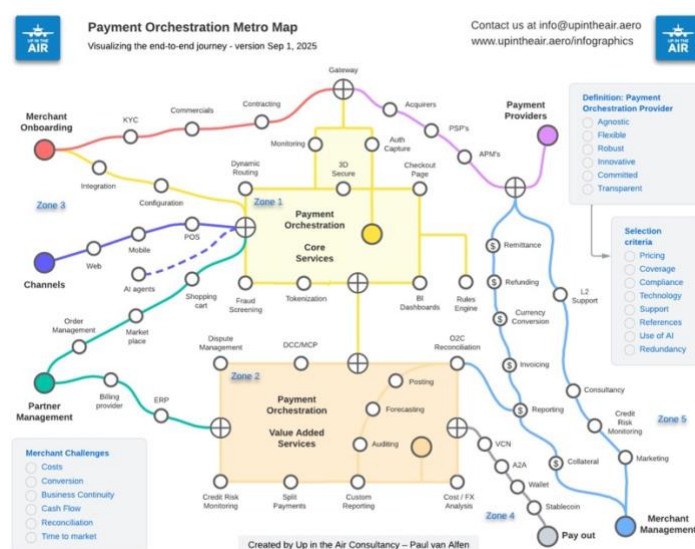 UP IN THE
AIR
Payment Orchestration Metro Map
Visualizing the end-to-end journey - version Sep 1, 2025
Contact us at info@upintheair.aero
www.upintheair.aero/infographics
UP IN THE
AIR
Gateway
Merchant
Onboarding
KYC
Commercials
Contracting
Acquirers
PSP's
APM's
Payment
Providers
Definition: Payment
Orchestration Provider
Agnostic
Flexible
Robust
Innovative
Committed
Transparent
Monitoring
Auth
Capture
Dynamic
Routing
3D
Secure
Checkout
Page
Integration
Configuration
Zone 3
Zone 1
Payment
Orchestration
Core
Services
Channels
Web
Mobile
POS
AI agents
Shopping
cart
Market
place
Order
Management
Fraud
Screening
Tokenization
BI
Dashboards
Rules
Engine
Remittance
Refunding
Currency
Conversion
Invoicing
Reporting
Collateral
L2
Support
Consultancy
Credit
Risk
Monitoring
Marketing
Zone 5
Selection
criteria
Pricing
Coverage
Compliance
Technology
Support
References
Use of AI
Redundancy
Dispute
Management
DCC/MCP
O2C
Reconciliation
Zone 2
Payment
Orchestration
Value Added
Services
Posting
Forecasting
Auditing
Partner
Management
Billing
provider
ERP
Credit Risk
Monitoring
Split
Payments
Custom
Reporting
Cost / FX
Analysis
VCN
A2A
Wallet
Stablecoin
Zone 4
Pay out
Merchant
Management
Merchant Challenges
Costs
Conversion
Business Continuity
Cash Flow
Reconciliation
Time to market
Created by Up in the Air Consultancy – Paul van Alfen